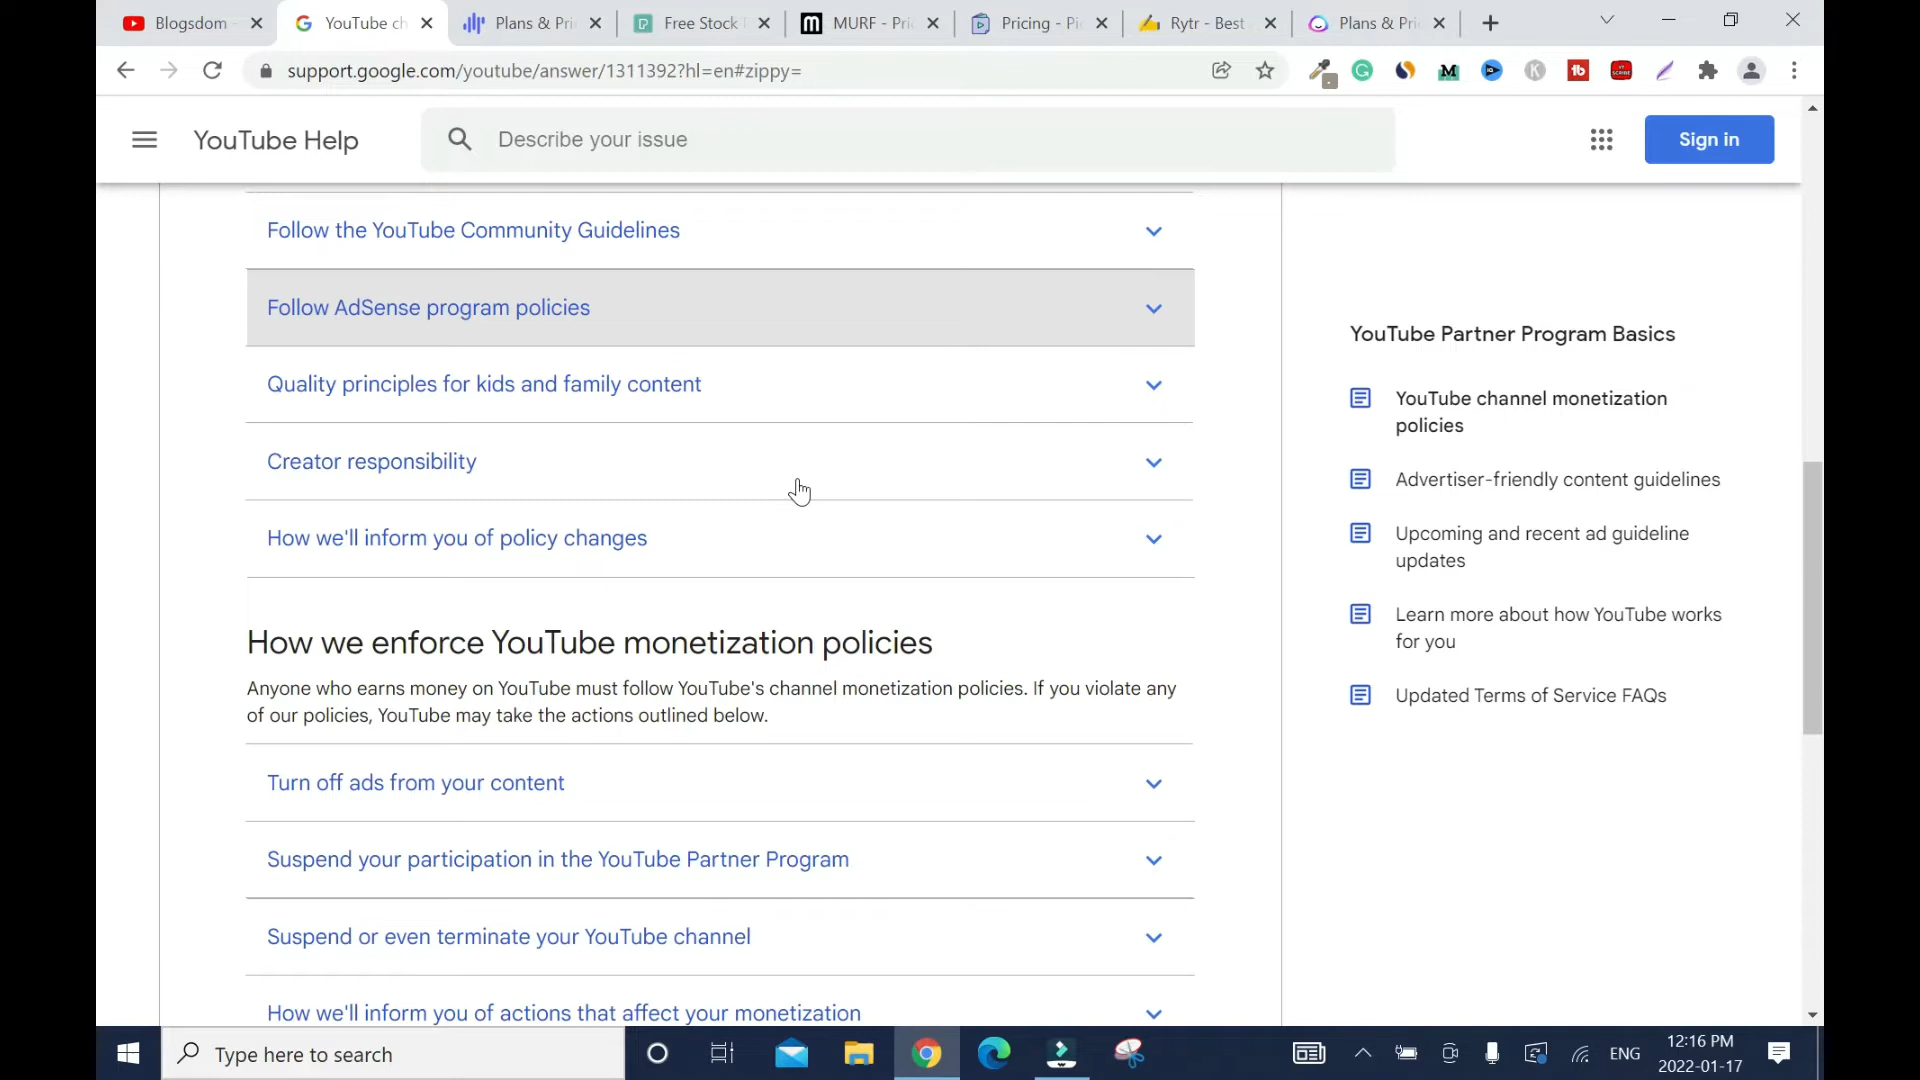 Blogsdom
YouTube ch
Plans & Pri
Free Stock
MURF - Pri
Pricing - Pi
Rytr - Best
Plans & Pri
support.google.com/youtube/answer/1311392?hl=en#zippy=
YouTube Help
Describe your issue
Sign in
Follow the YouTube Community Guidelines
Follow AdSense program policies
Quality principles for kids and family content
Creator responsibility
How we'll inform you of policy changes
How we enforce YouTube monetization policies
Anyone who earns money on YouTube must follow YouTube's channel monetization policies. If you violate any
of our policies, YouTube may take the actions outlined below.
Turn off ads from your content
Suspend your participation in the YouTube Partner Program
Suspend or even terminate your YouTube channel
How we'll inform you of actions that affect your monetization
YouTube Partner Program Basics
YouTube channel monetization
policies
Advertiser-friendly content guidelines
Upcoming and recent ad guideline
updates
Learn more about how YouTube works
for you
Updated Terms of Service FAQs
Type here to search
ENG
12:16 PM
2022-01-17